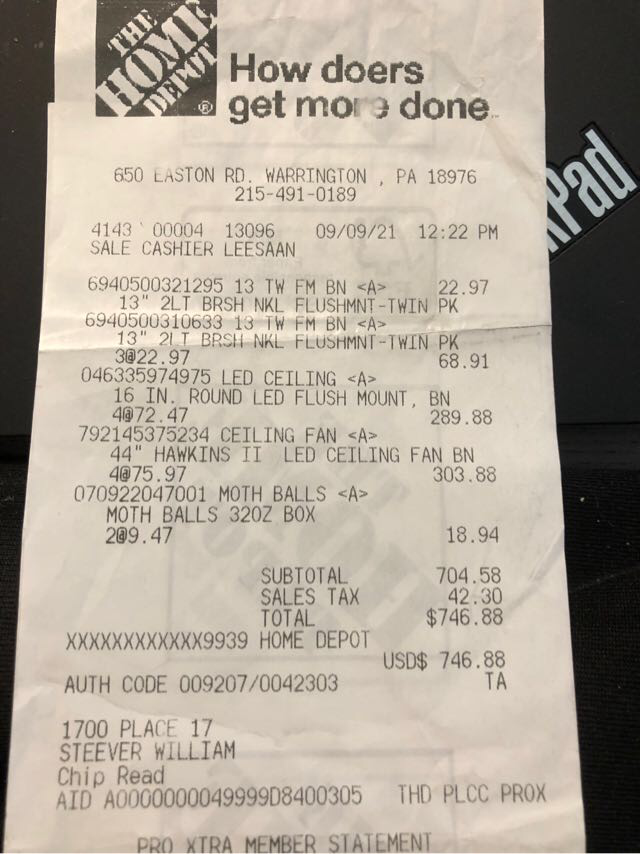 THE
HOME
DEPOT
®
How doers
get more done™
kPad
650 EASTON RD. WARRINGTON , PA 18976
215-491-0189
4143 00004 13096 09/09/21 12:22 PM
SALE CASHIER LEESAAN
6940500321295 13 TW FM BN <A> 22.97
13" 2LT BRSH NKL FLUSHMNT-TWIN PK
6940500310633 13 TW FM BN <A>
13" 2LT BRSH NKL FLUSHMNT-TWIN PK
3@22.97 68.91
046335974975 LED CEILING <A>
16 IN. ROUND LED FLUSH MOUNT, BN
4@72.47 289.88
792145375234 CEILING FAN <A>
44" HAWKINS II LED CEILING FAN BN
4@75.97 303.88
070922047001 MOTH BALLS <A>
MOTH BALLS 32OZ BOX
2@9.47 18.94
SUBTOTAL 704.58
SALES TAX 42.30
TOTAL $746.88
XXXXXXXXXXXX9939 HOME DEPOT
USD$ 746.88
AUTH CODE 009207/0042303 TA
1700 PLACE 17
STEEVER WILLIAM
Chip Read
AID A0000000049999D8400305 THD PLCC PROX
PRO XTRA MEMBER STATEMENT